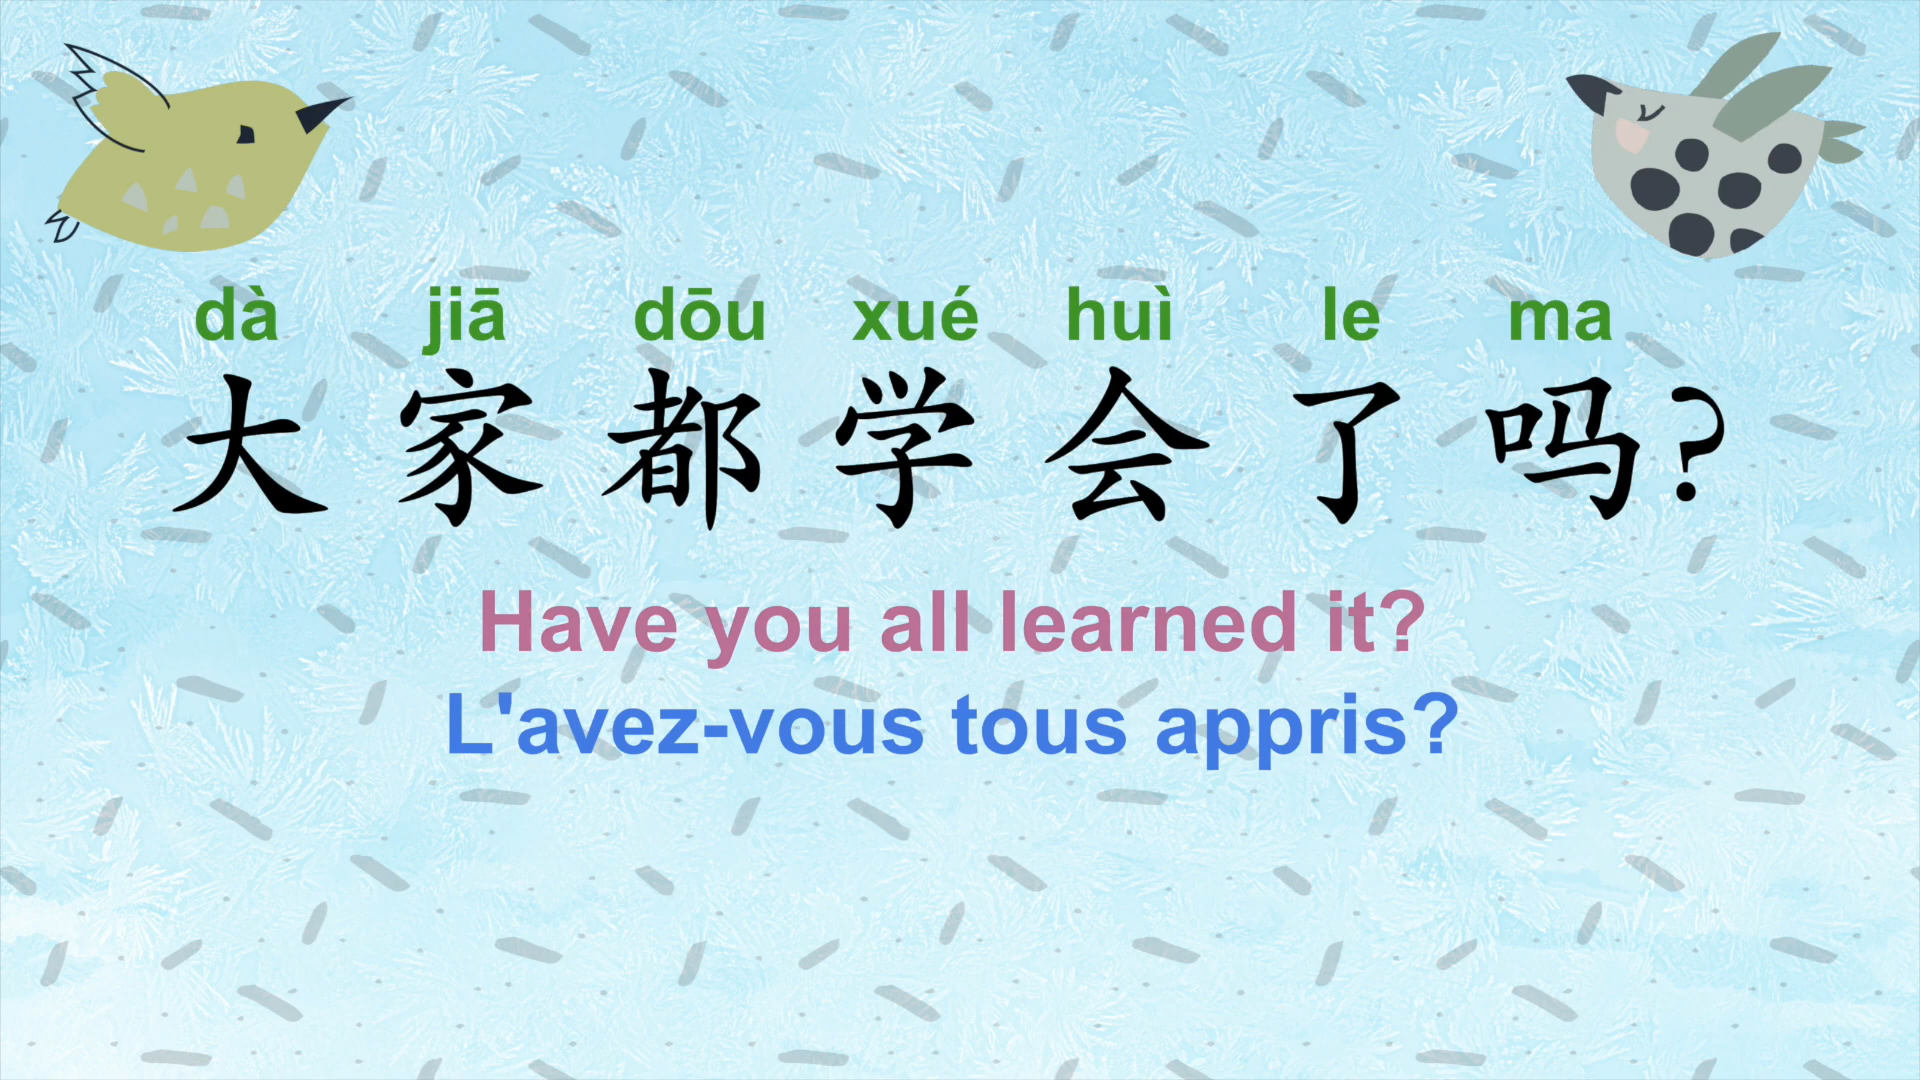 dà jiā dōu xué huì le ma
大家都学会了吗?
Have you all learned it?
L'avez-vous tous appris?